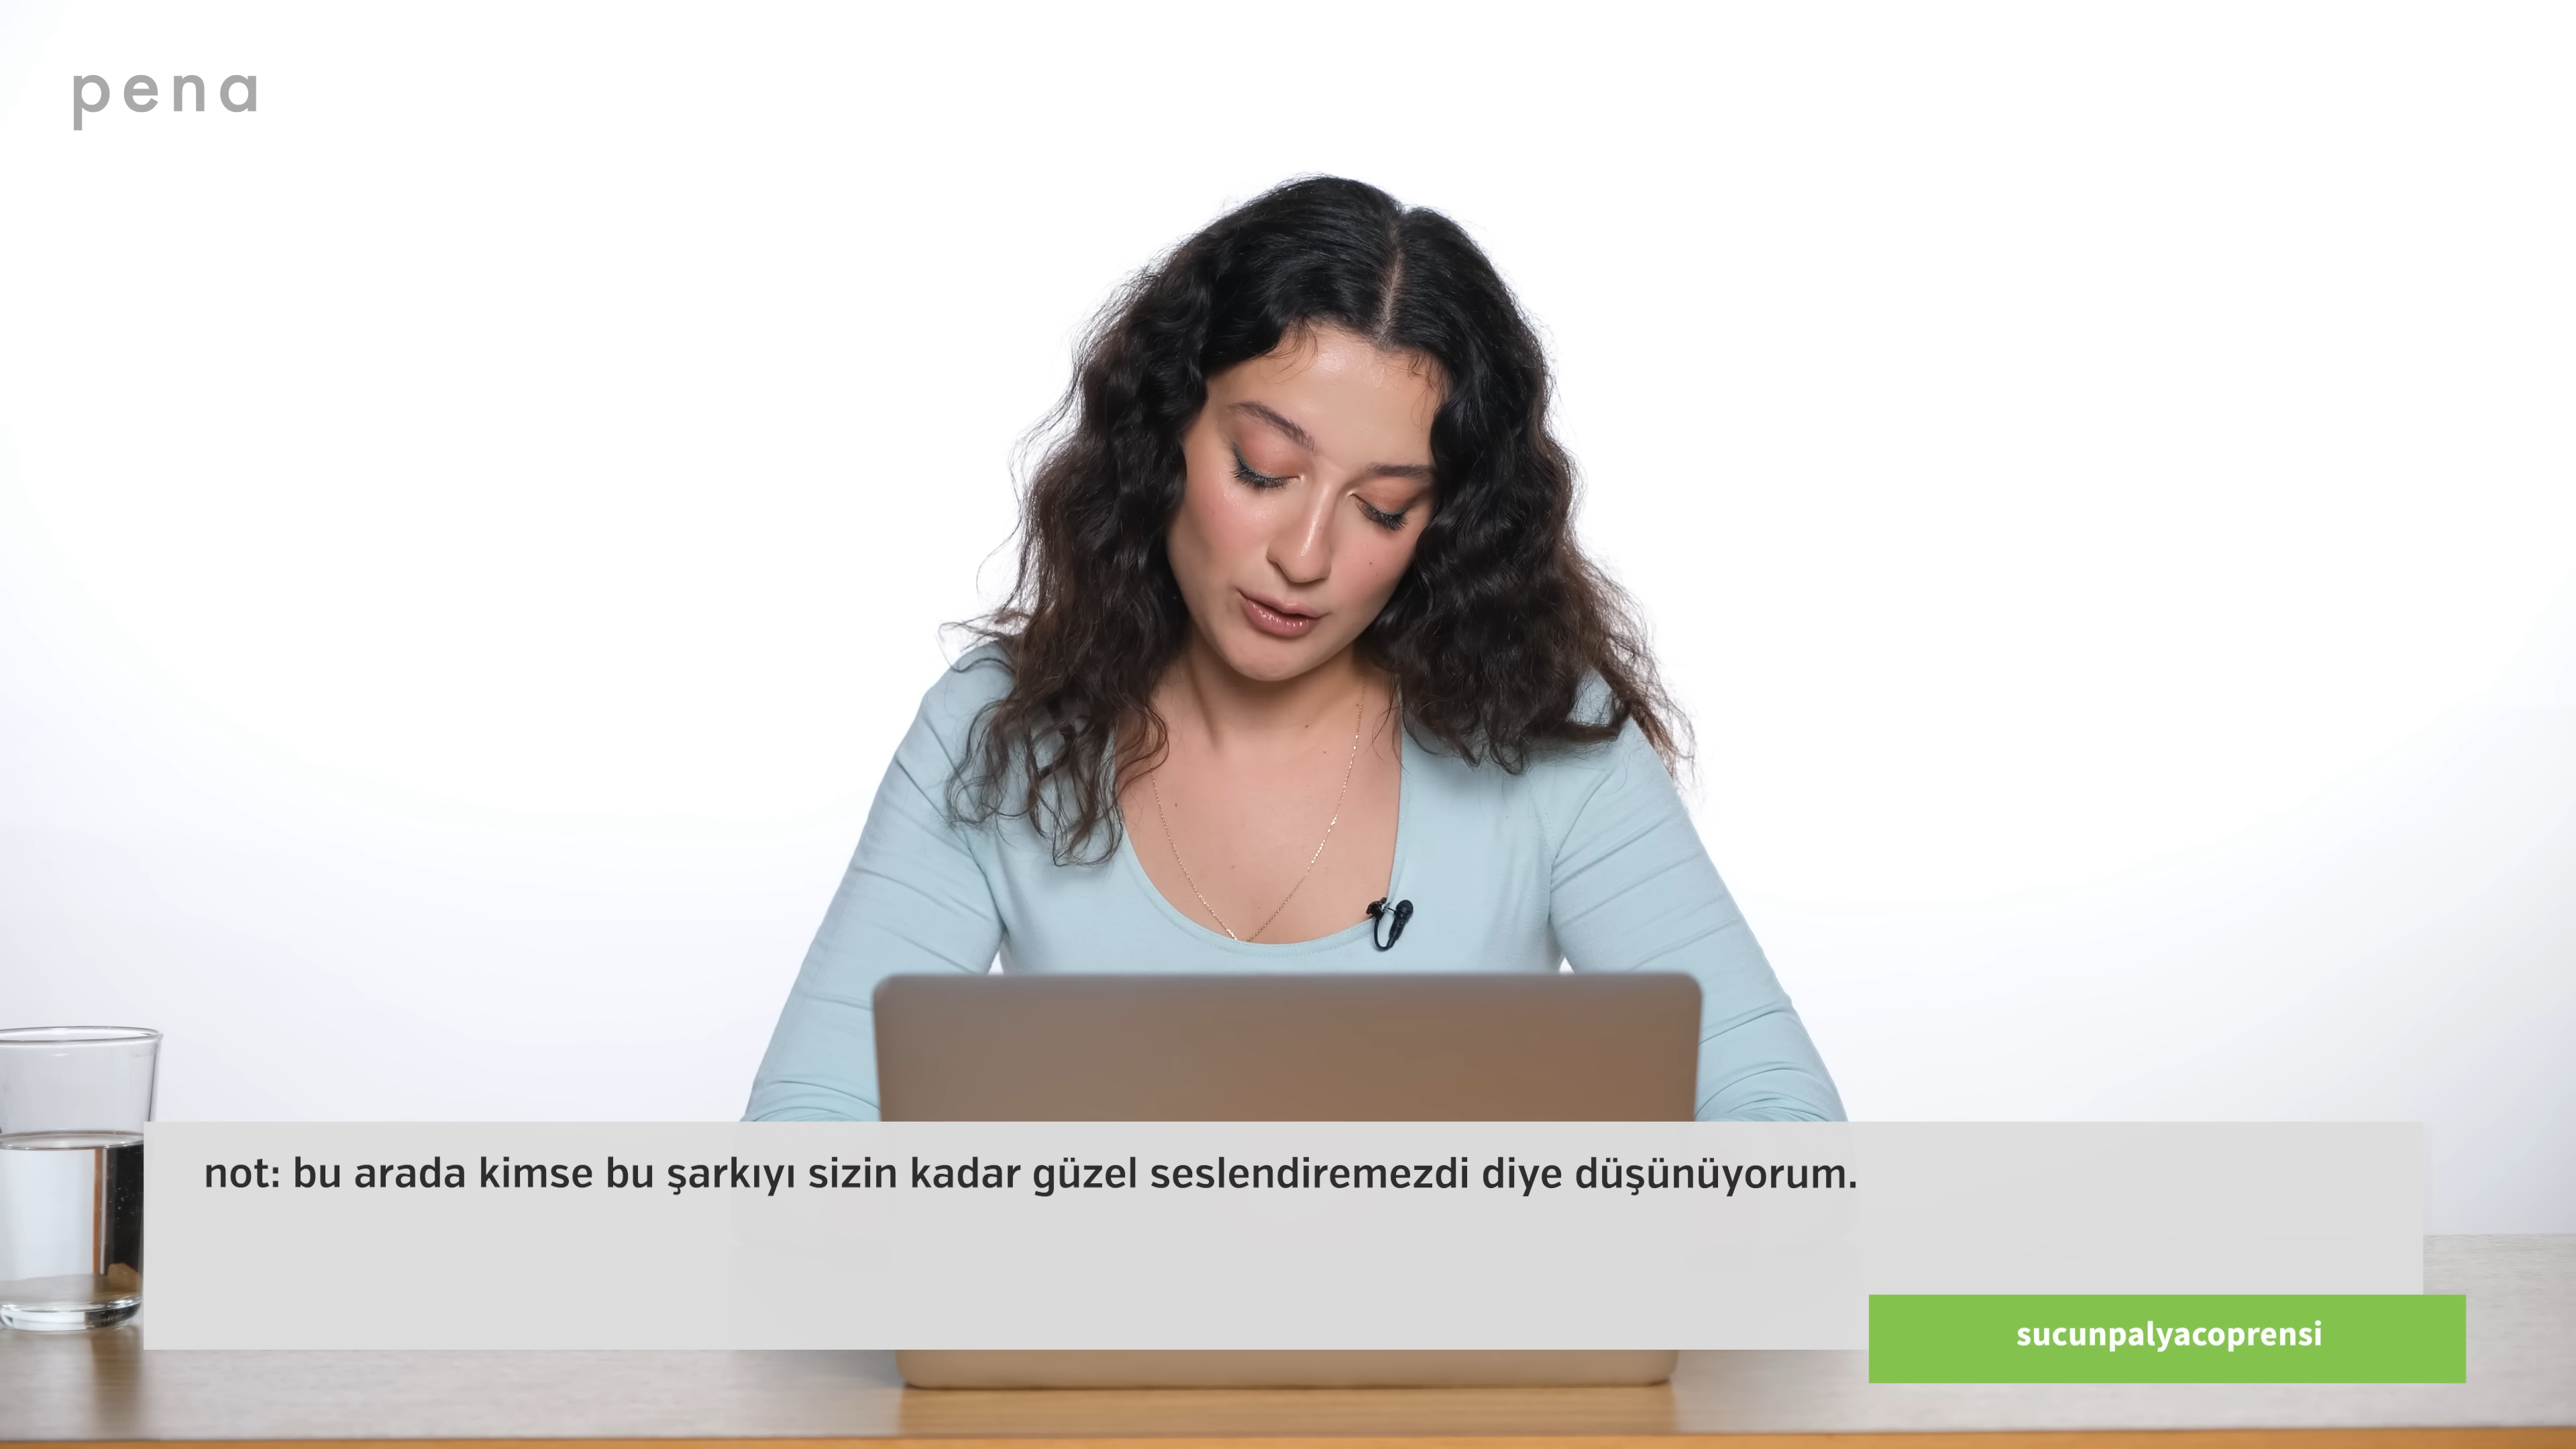 pena
not: bu arada kimse bu şarkıyı sizin kadar güzel seslendiremezdi diye düşünüyorum.
sucunpalyacoprensi